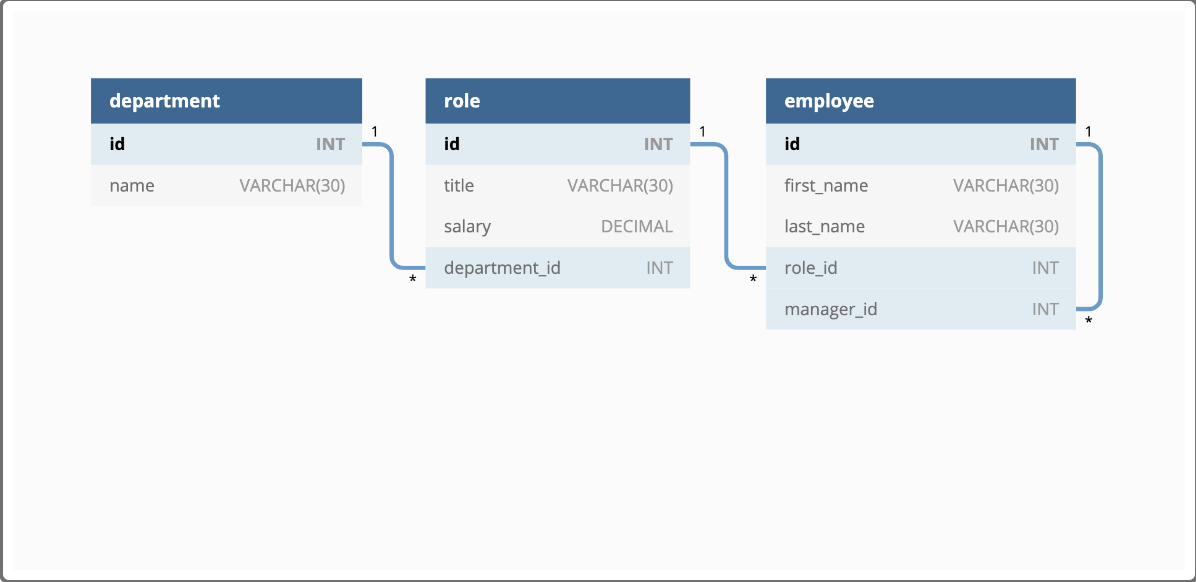 department
id INT
name VARCHAR(30)
1
*
role
id INT
title VARCHAR(30)
salary DECIMAL
department_id INT
1
*
employee
id INT
first_name VARCHAR(30)
last_name VARCHAR(30)
role_id INT
manager_id INT
1
*